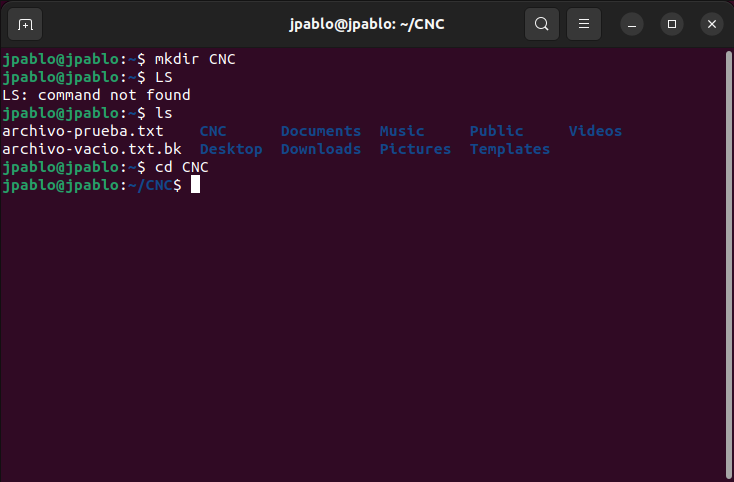 jpablo@jpablo: ~/CNC
jpablo@jpablo:~$ mkdir CNC
jpablo@jpablo:~$ LS
LS: command not found
jpablo@jpablo:~$ ls
archivo-prueba.txt    CNC      Documents  Music     Public     Videos
archivo-vacio.txt.bk  Desktop  Downloads  Pictures  Templates
jpablo@jpablo:~$ cd CNC
jpablo@jpablo:~/CNC$